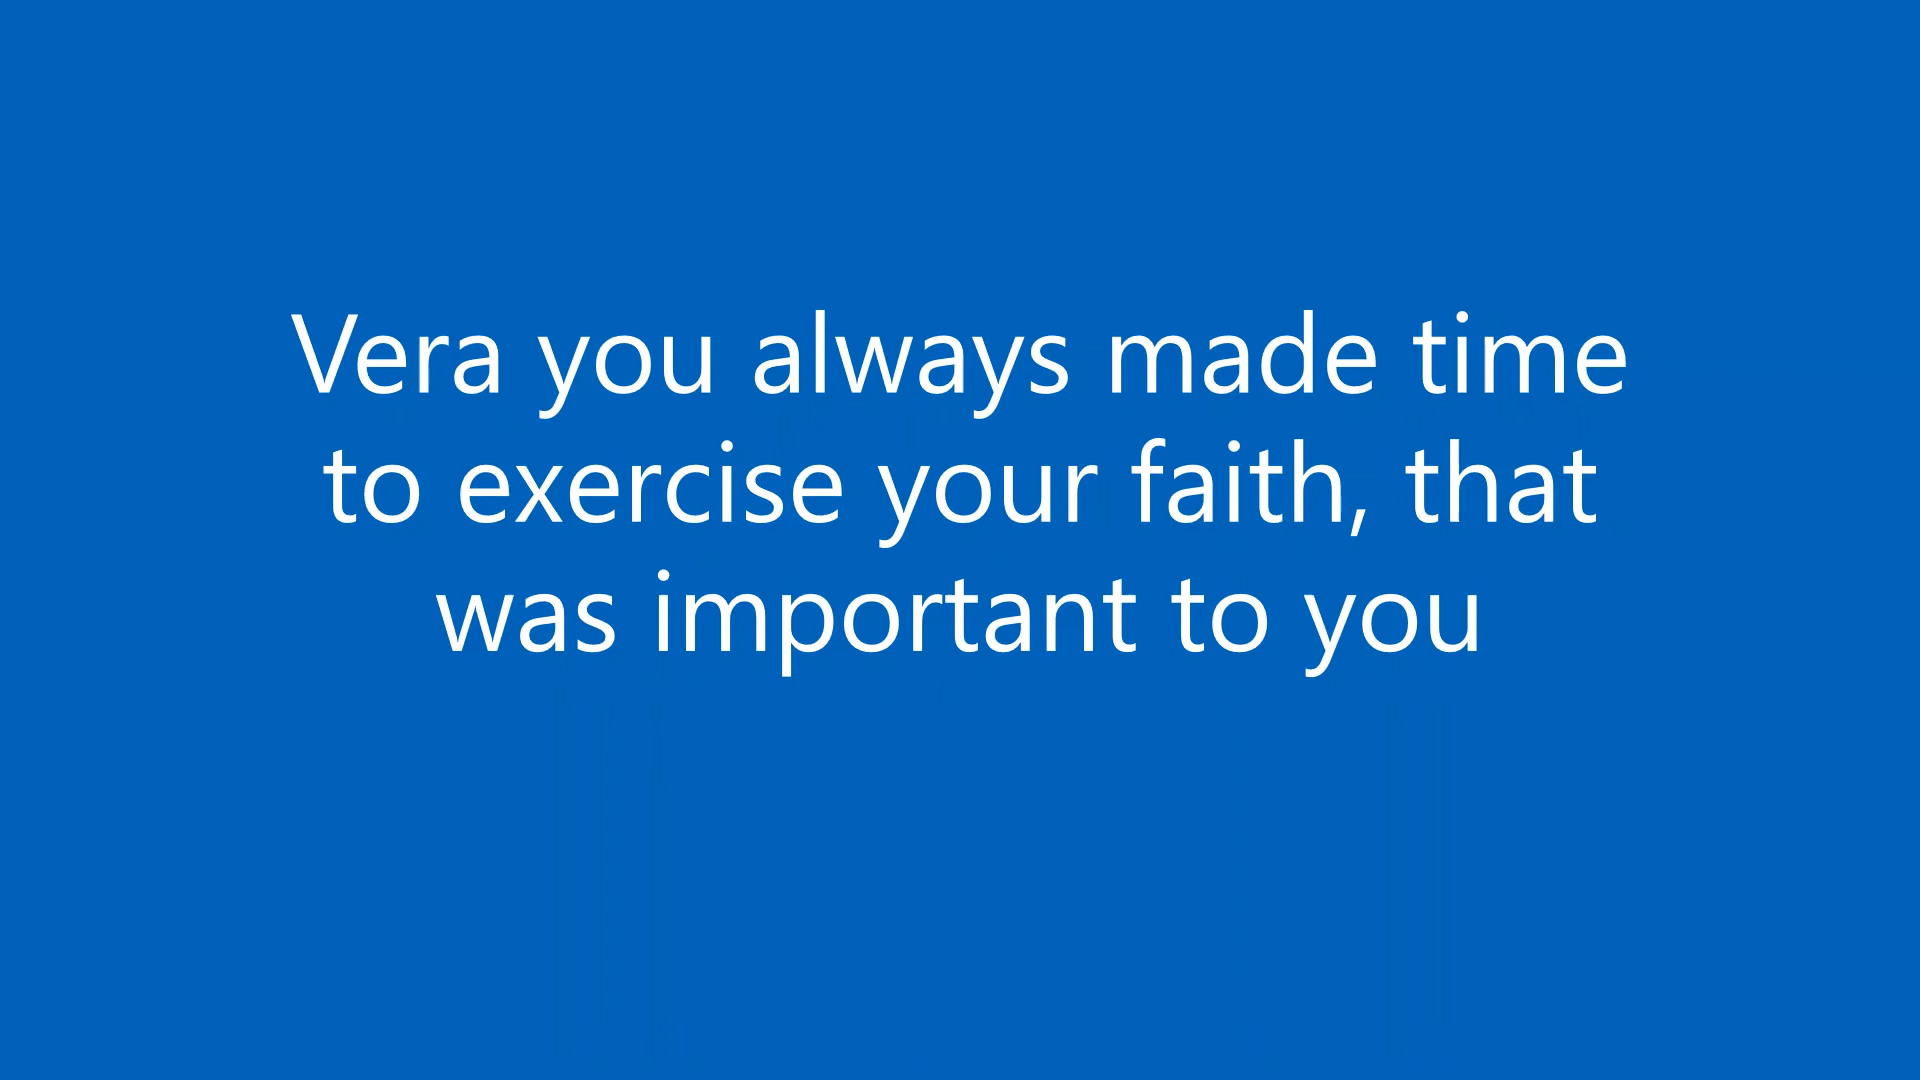 Vera you always made time
to exercise your faith, that
was important to you